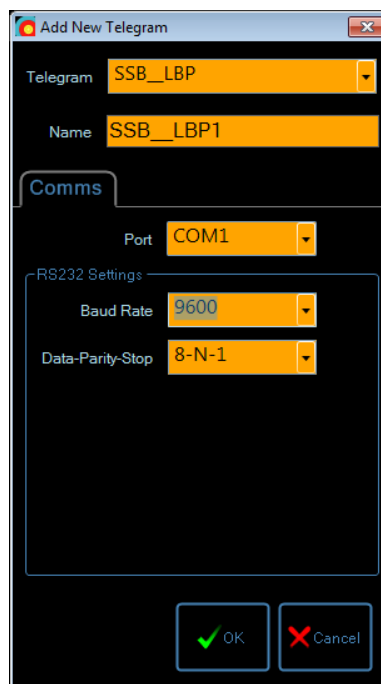 Add New Telegram
Telegram SSB__LBP
Name SSB__LBP1
Comms
Port COM1
RS232 Settings
Baud Rate 9600
Data-Parity-Stop 8-N-1
OK Cancel